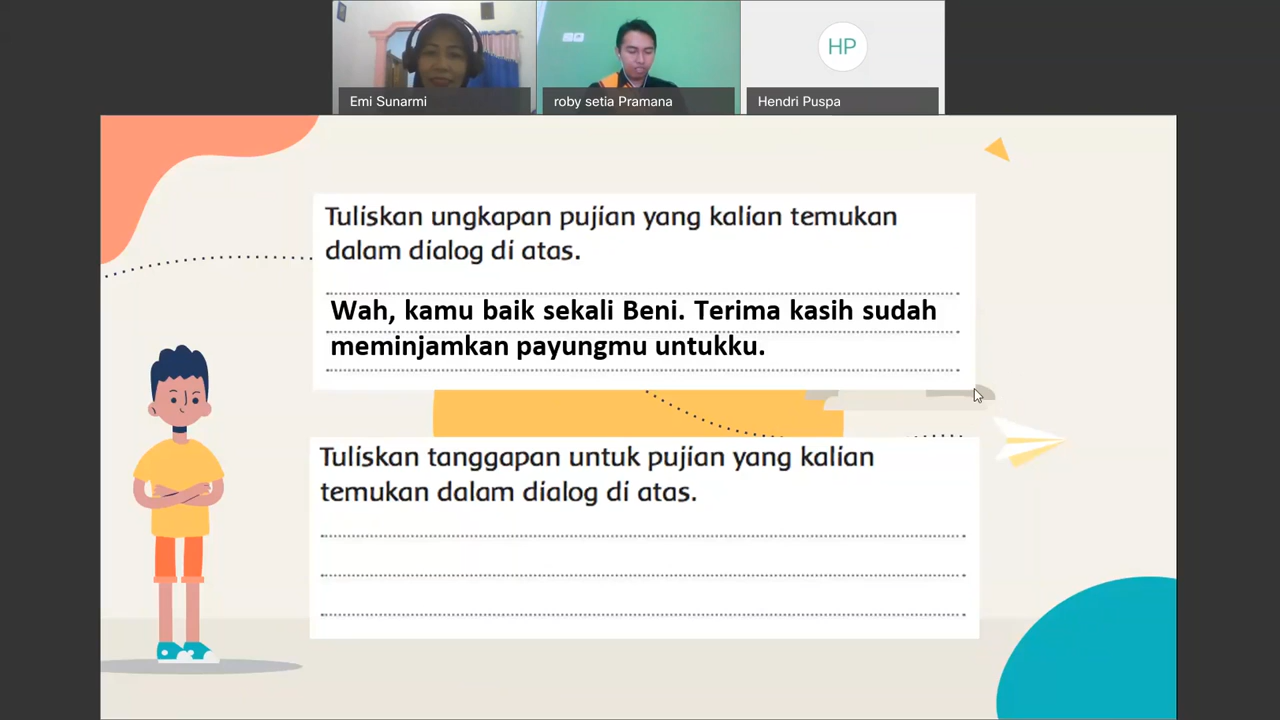 HP
Emi Sunarmi
roby setia Pramana
Hendri Puspa
Tuliskan ungkapan pujian yang kalian temukan
dalam dialog di atas.
Wah, kamu baik sekali Beni. Terima kasih sudah
meminjamkan payungmu untukku.
Tuliskan tanggapan untuk pujian yang kalian
temukan dalam dialog di atas.